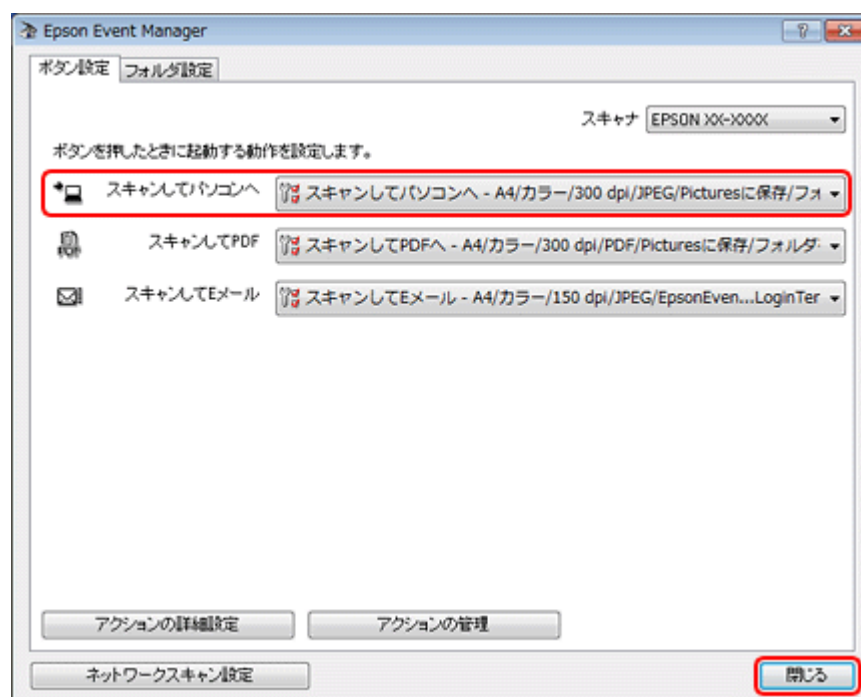 Epson Event Manager
ボタン設定 フォルダ設定
スキャナ EPSON XX-XXXX
ボタンを押したときに起動する動作を設定します。
スキャンしてパソコンへ スキャンしてパソコンへ - A4/カラー/300 dpi/JPEG/Picturesに保存/フォ
スキャンしてPDF スキャンしてPDFへ - A4/カラー/300 dpi/PDF/Picturesに保存/フォルダ
スキャンしてEメール スキャンしてEメール - A4/カラー/150 dpi/JPEG/EpsonEven...LoginTer
アクションの詳細設定 アクションの管理
ネットワークスキャン設定 閉じる